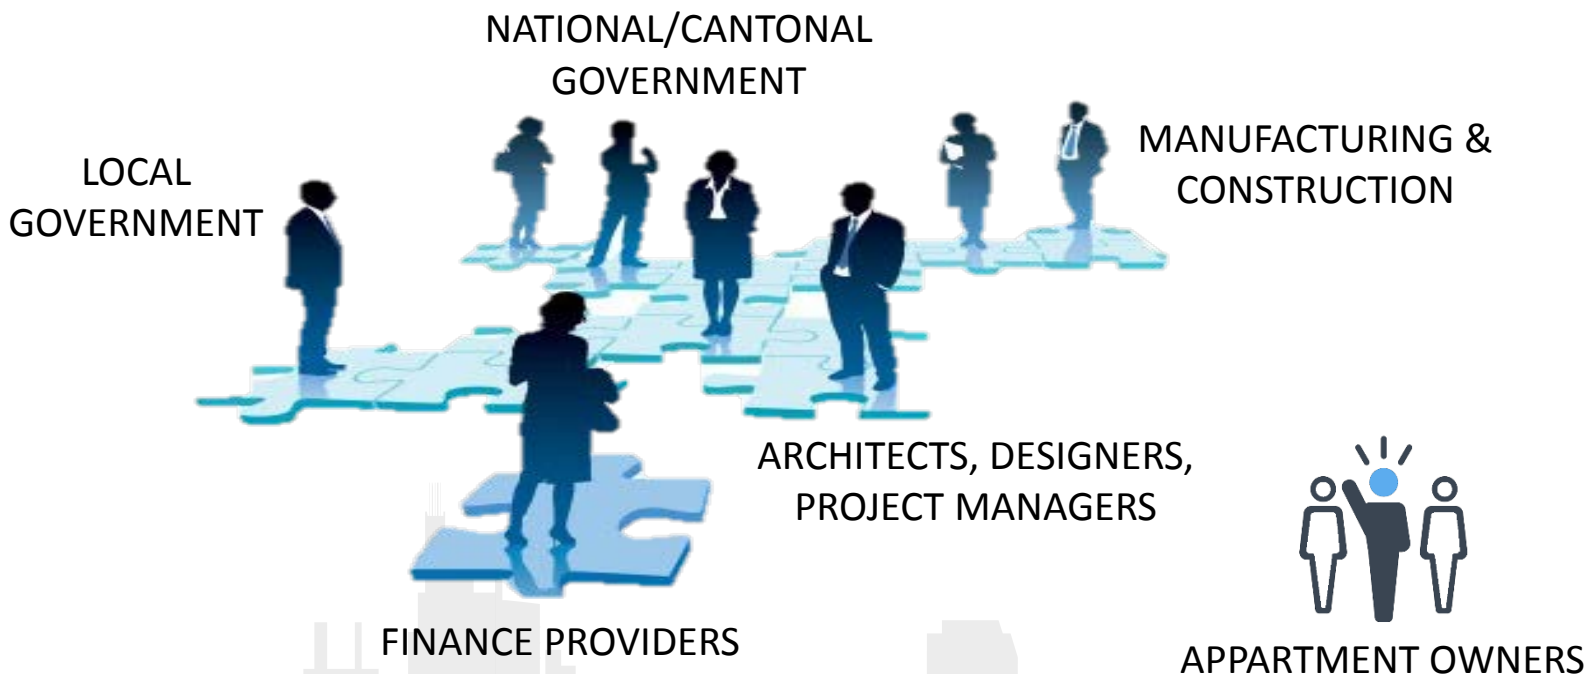 NATIONAL/CANTONAL
GOVERNMENT
LOCAL
GOVERNMENT
MANUFACTURING &
CONSTRUCTION
ARCHITECTS, DESIGNERS,
PROJECT MANAGERS
FINANCE PROVIDERS
APPARTMENT OWNERS